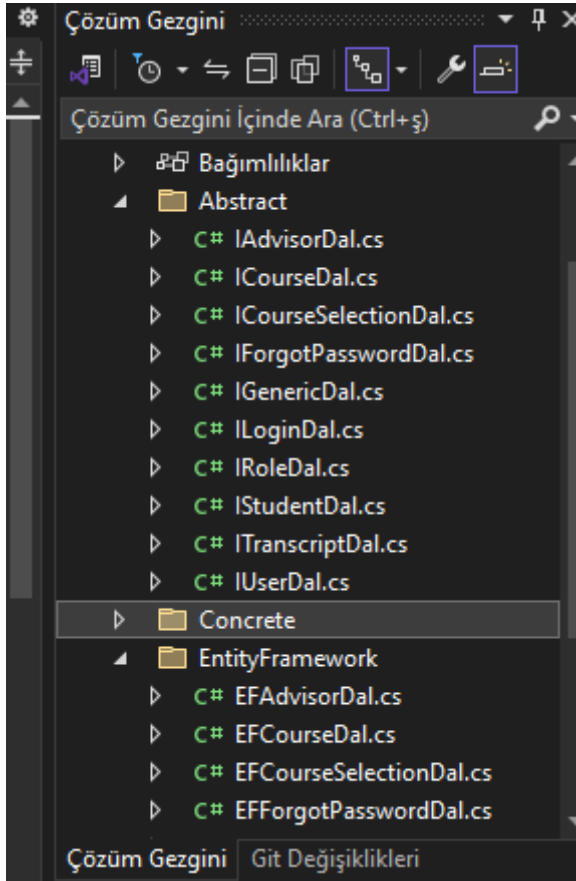 Çözüm Gezgini
Çözüm Gezgini İçinde Ara (Ctrl+ş)
Bağımlılıklar
Abstract
C# IAdvisorDal.cs
C# ICourseDal.cs
C# ICourseSelectionDal.cs
C# IForgotPasswordDal.cs
C# IGenericDal.cs
C# ILoginDal.cs
C# IRoleDal.cs
C# IStudentDal.cs
C# ITranscriptDal.cs
C# IUserDal.cs
Concrete
EntityFramework
C# EFAdvisorDal.cs
C# EFCourseDal.cs
C# EFCourseSelectionDal.cs
C# EFForgotPasswordDal.cs
Çözüm Gezgini Git Değişiklikleri